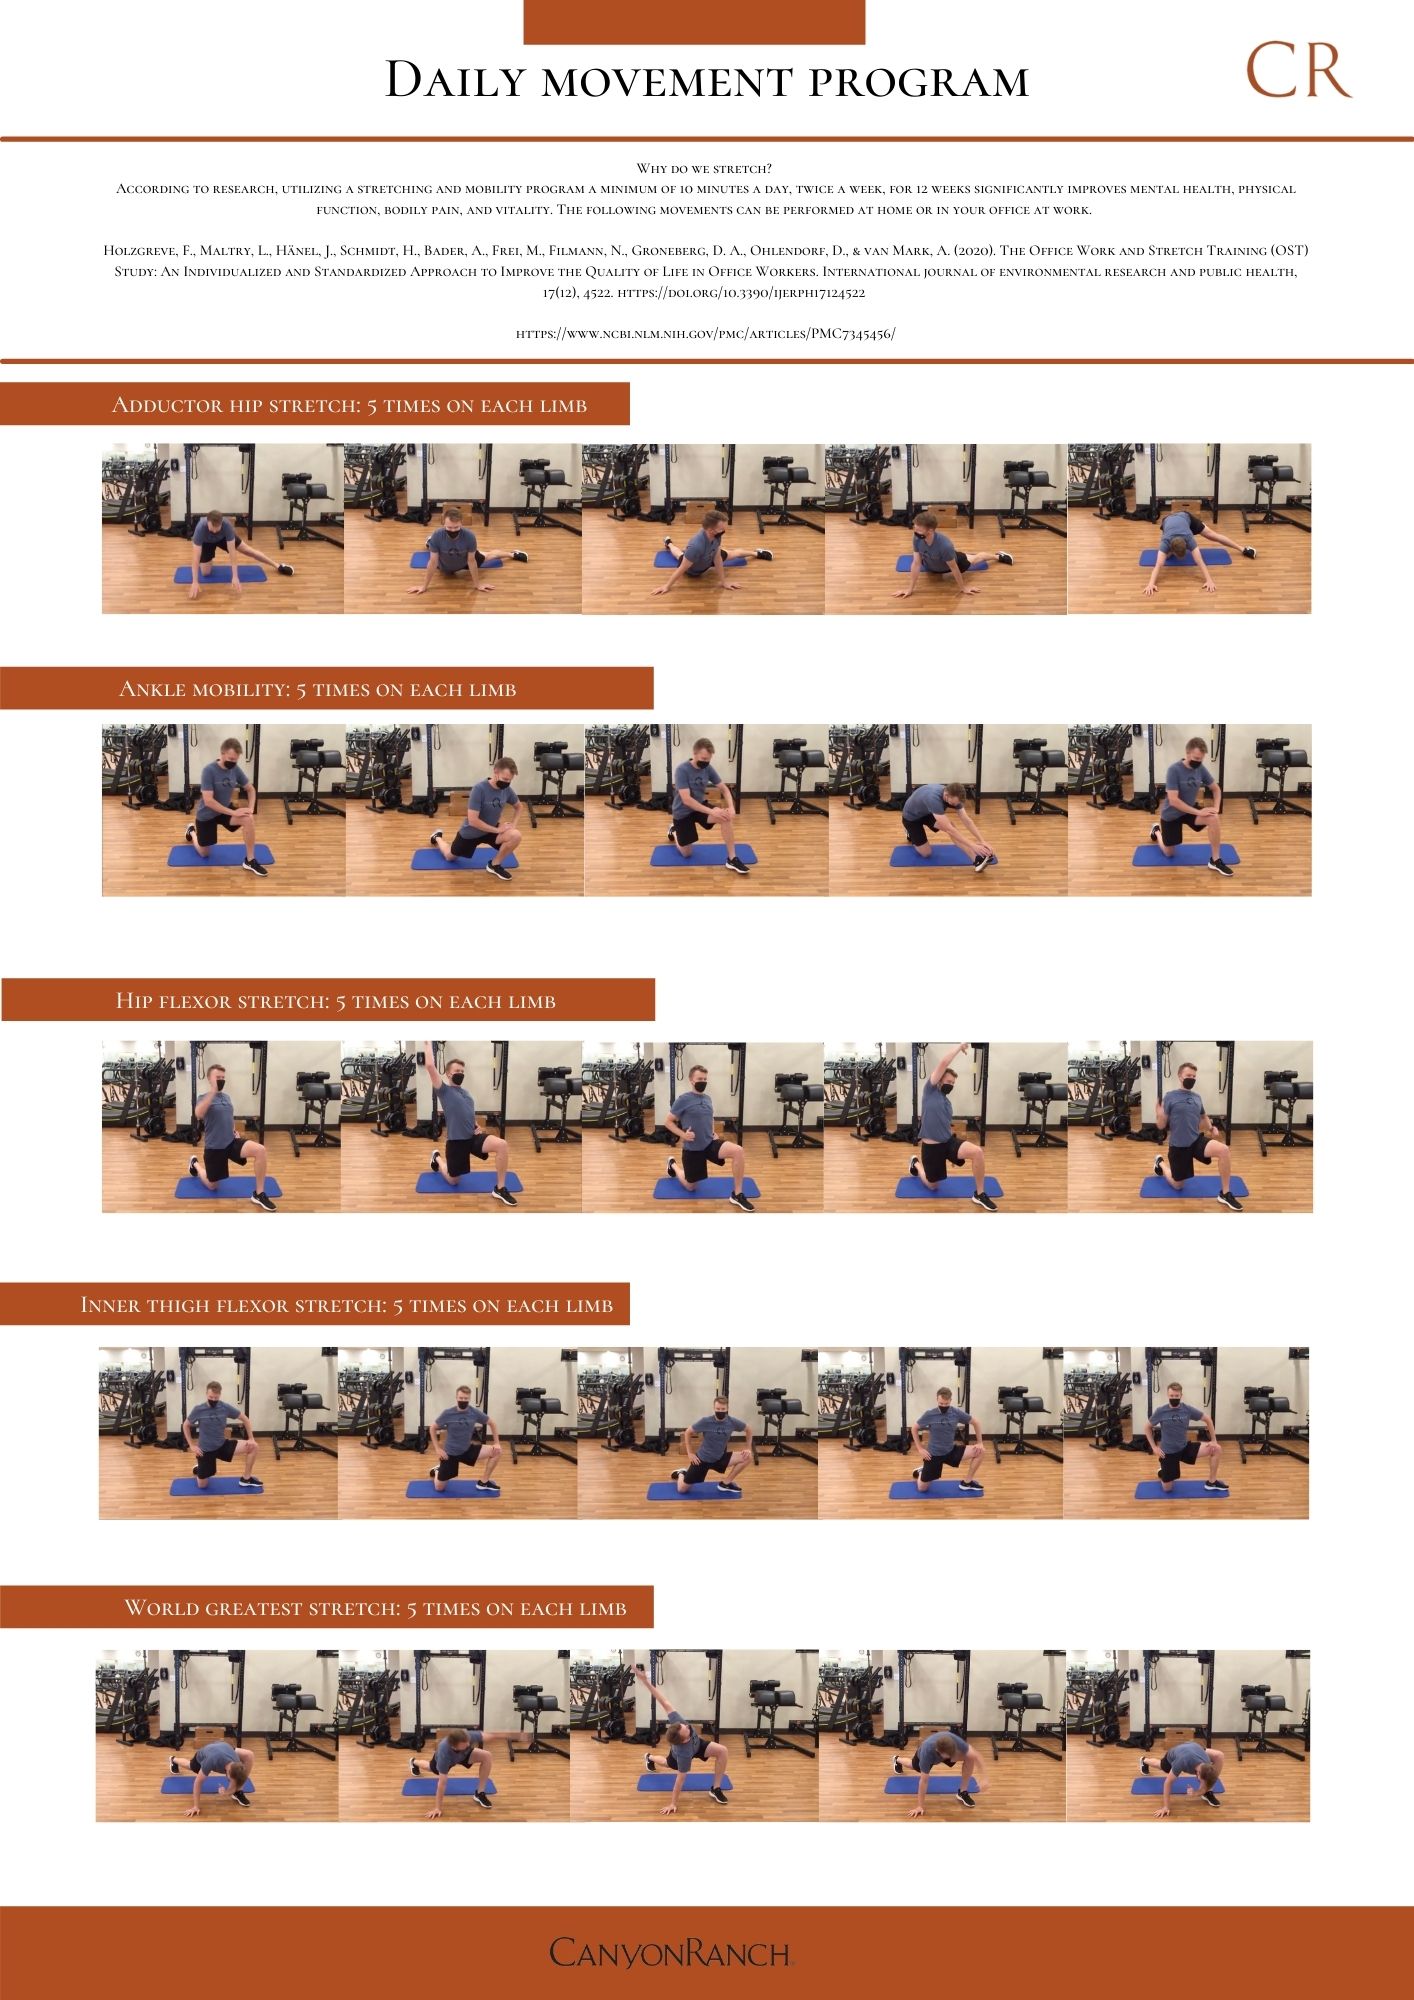 Daily movement program
CR
Why do we stretch?
According to research, utilizing a stretching and mobility program a minimum of 10 minutes a day, twice a week, for 12 weeks significantly improves mental health, physical
function, bodily pain, and vitality. The following movements can be performed at home or in your office at work.
Holzgreve, F., Maltry, L., Hänel, J., Schmidt, H., Bader, A., Frei, M., Filmann, N., Groneberg, D. A., Ohlendorf, D., & van Mark, A. (2020). The Office Work and Stretch Training (OST)
Study: An Individualized and Standardized Approach to Improve the Quality of Life in Office Workers. International journal of environmental research and public health,
17(12), 4522. https://doi.org/10.3390/ijerph17124522
https://www.ncbi.nlm.nih.gov/pmc/articles/PMC7345456/
Adductor hip stretch: 5 times on each limb
Ankle mobility: 5 times on each limb
Hip flexor stretch: 5 times on each limb
Inner thigh flexor stretch: 5 times on each limb
World greatest stretch: 5 times on each limb
CanyonRanch